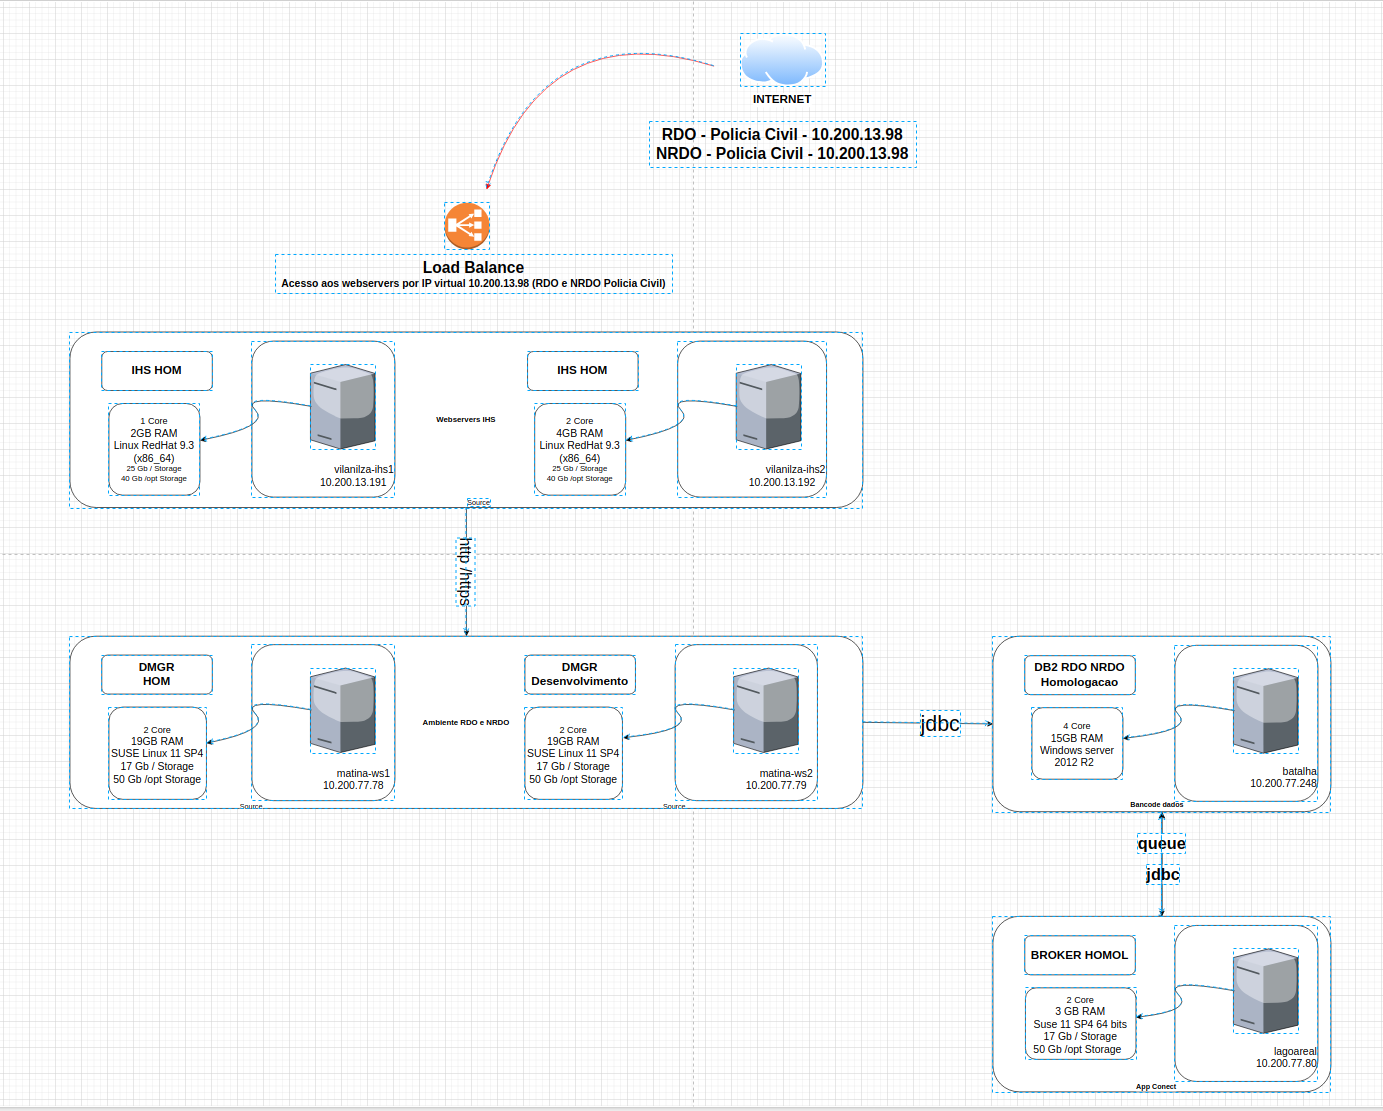 INTERNET
RDO - Policia Civil - 10.200.13.98
NRDO - Policia Civil - 10.200.13.98
Load Balance
Acesso aos webservers por IP virtual 10.200.13.98 (RDO e NRDO Policia Civil)
IHS HOM
1 Core
2GB RAM
Linux RedHat 9.3
(x86_64)
25 Gb / Storage
40 Gb /opt Storage
vilanilza-ihs1
10.200.13.191
Webservers IHS
IHS HOM
2 Core
4GB RAM
Linux RedHat 9.3
(x86_64)
25 Gb / Storage
40 Gb /opt Storage
vilanilza-ihs2
10.200.13.192
Source
http /https
DMGR
HOM
2 Core
19GB RAM
SUSE Linux 11 SP4
17 Gb / Storage
50 Gb /opt Storage
matina-ws1
10.200.77.78
Source
Ambiente RDO e NRDO
DMGR
Desenvolvimento
2 Core
19GB RAM
SUSE Linux 11 SP4
17 Gb / Storage
50 Gb /opt Storage
matina-ws2
10.200.77.79
Source
jdbc
DB2 RDO NRDO
Homologacao
4 Core
15GB RAM
Windows server
2012 R2
batalha
10.200.77.248
Bancode dados
queue
jdbc
BROKER HOMOL
2 Core
3 GB RAM
Suse 11 SP4 64 bits
17 Gb / Storage
50 Gb /opt Storage
lagoareal
10.200.77.80
App Conect